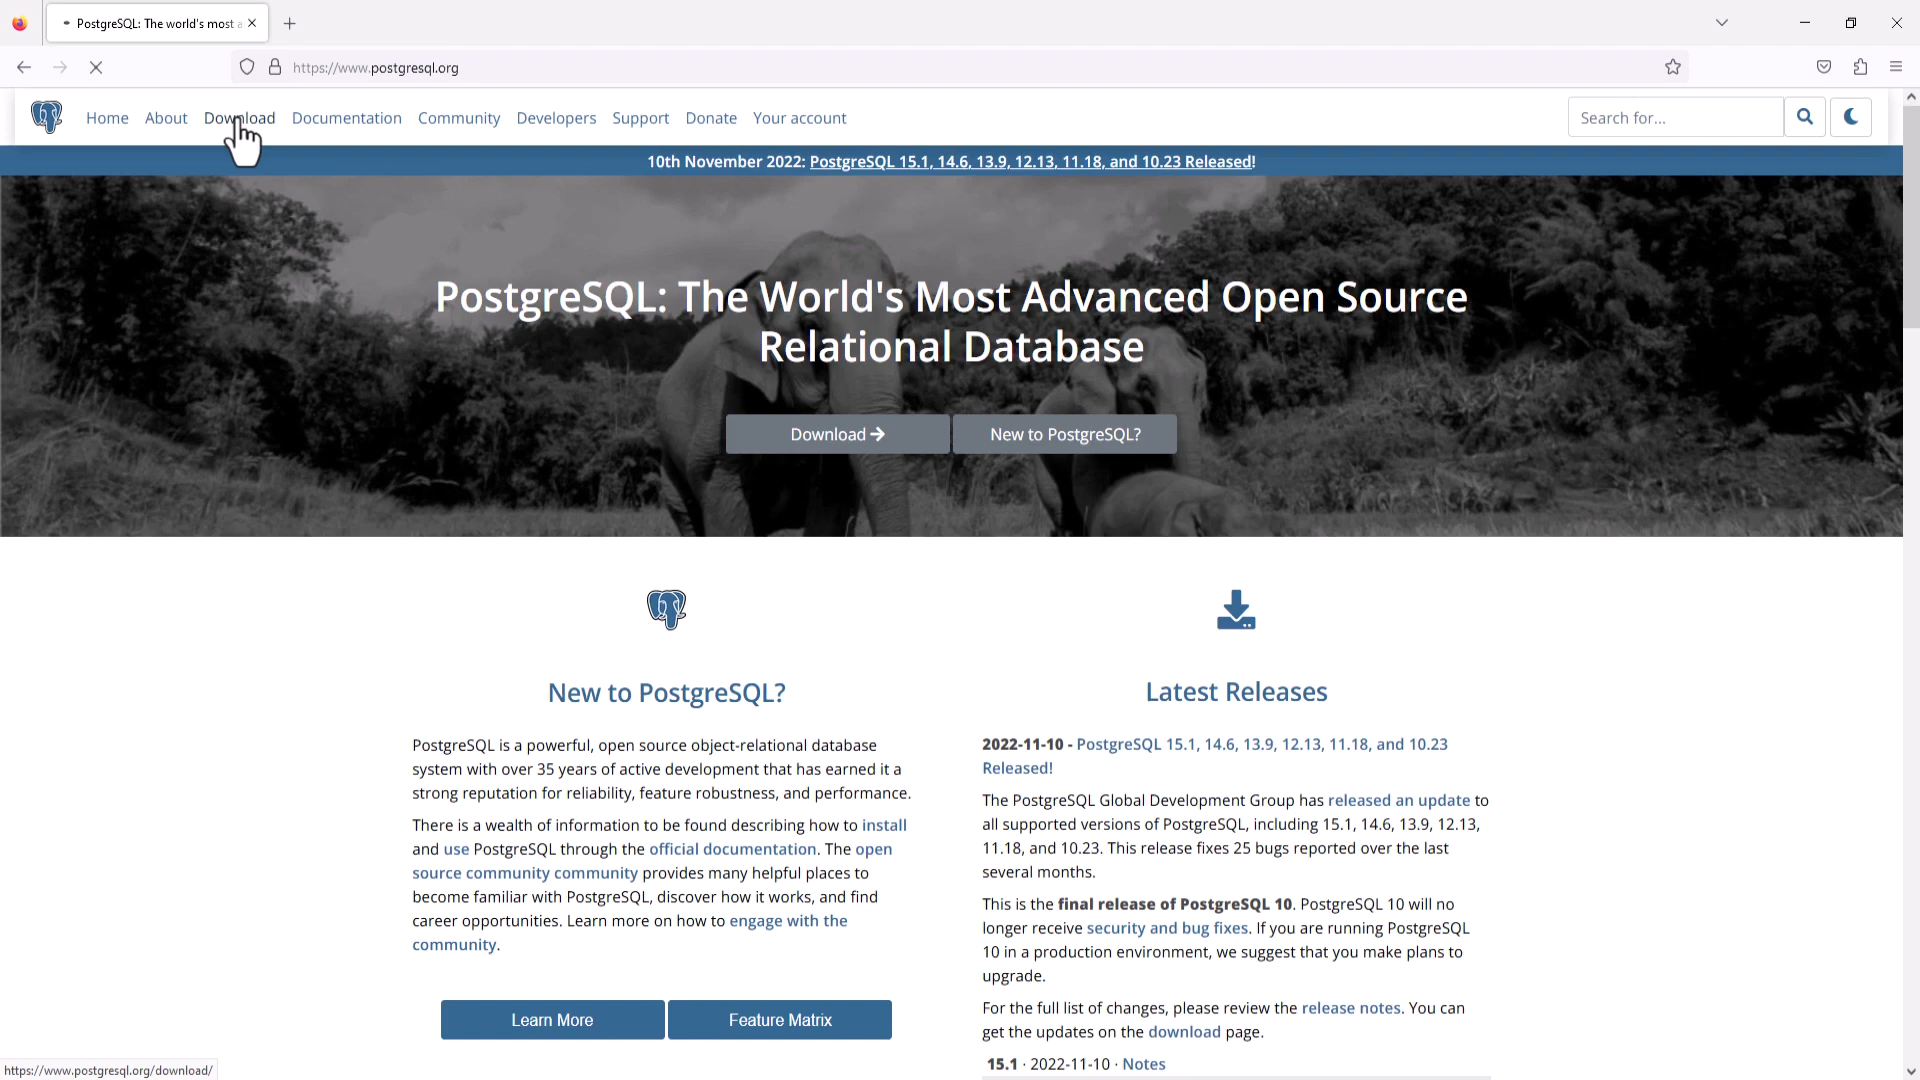 PostgreSQL: The world's most a
https://www.postgresql.org
Home About Download Documentation Community Developers Support Donate Your account
Search for...
10th November 2022: PostgreSQL 15.1, 14.6, 13.9, 12.13, 11.18, and 10.23 Released!
PostgreSQL: The World's Most Advanced Open Source
Relational Database
Download
New to PostgreSQL?
New to PostgreSQL?
PostgreSQL is a powerful, open source object-relational database
system with over 35 years of active development that has earned it a
strong reputation for reliability, feature robustness, and performance.
There is a wealth of information to be found describing how to install
and use PostgreSQL through the official documentation. The open
source community community provides many helpful places to
become familiar with PostgreSQL, discover how it works, and find
career opportunities. Learn more on how to engage with the
community.
Learn More
Feature Matrix
Latest Releases
2022-11-10 - PostgreSQL 15.1, 14.6, 13.9, 12.13, 11.18, and 10.23
Released!
The PostgreSQL Global Development Group has released an update to
all supported versions of PostgreSQL, including 15.1, 14.6, 13.9, 12.13,
11.18, and 10.23. This release fixes 25 bugs reported over the last
several months.
This is the final release of PostgreSQL 10. PostgreSQL 10 will no
longer receive security and bug fixes. If you are running PostgreSQL
10 in a production environment, we suggest that you make plans to
upgrade.
For the full list of changes, please review the release notes. You can
get the updates on the download page.
15.1 · 2022-11-10 · Notes
https://www.postgresql.org/download/